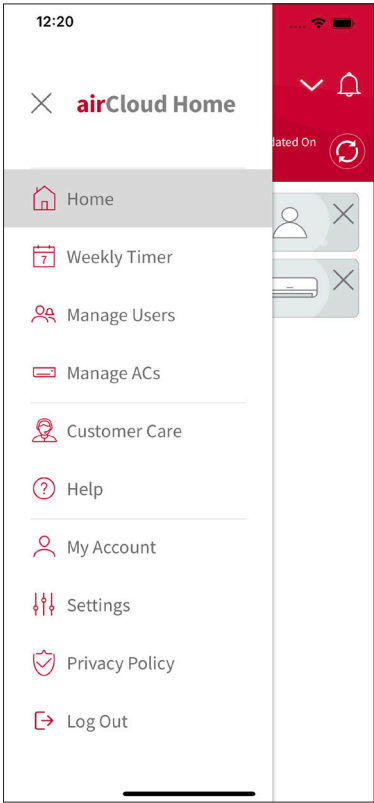 12:20
airCloud Home
dated On
Home
7
Weekly Timer
Manage Users
Manage ACs
Customer Care
?
Help
My Account
Settings
Privacy Policy
Log Out